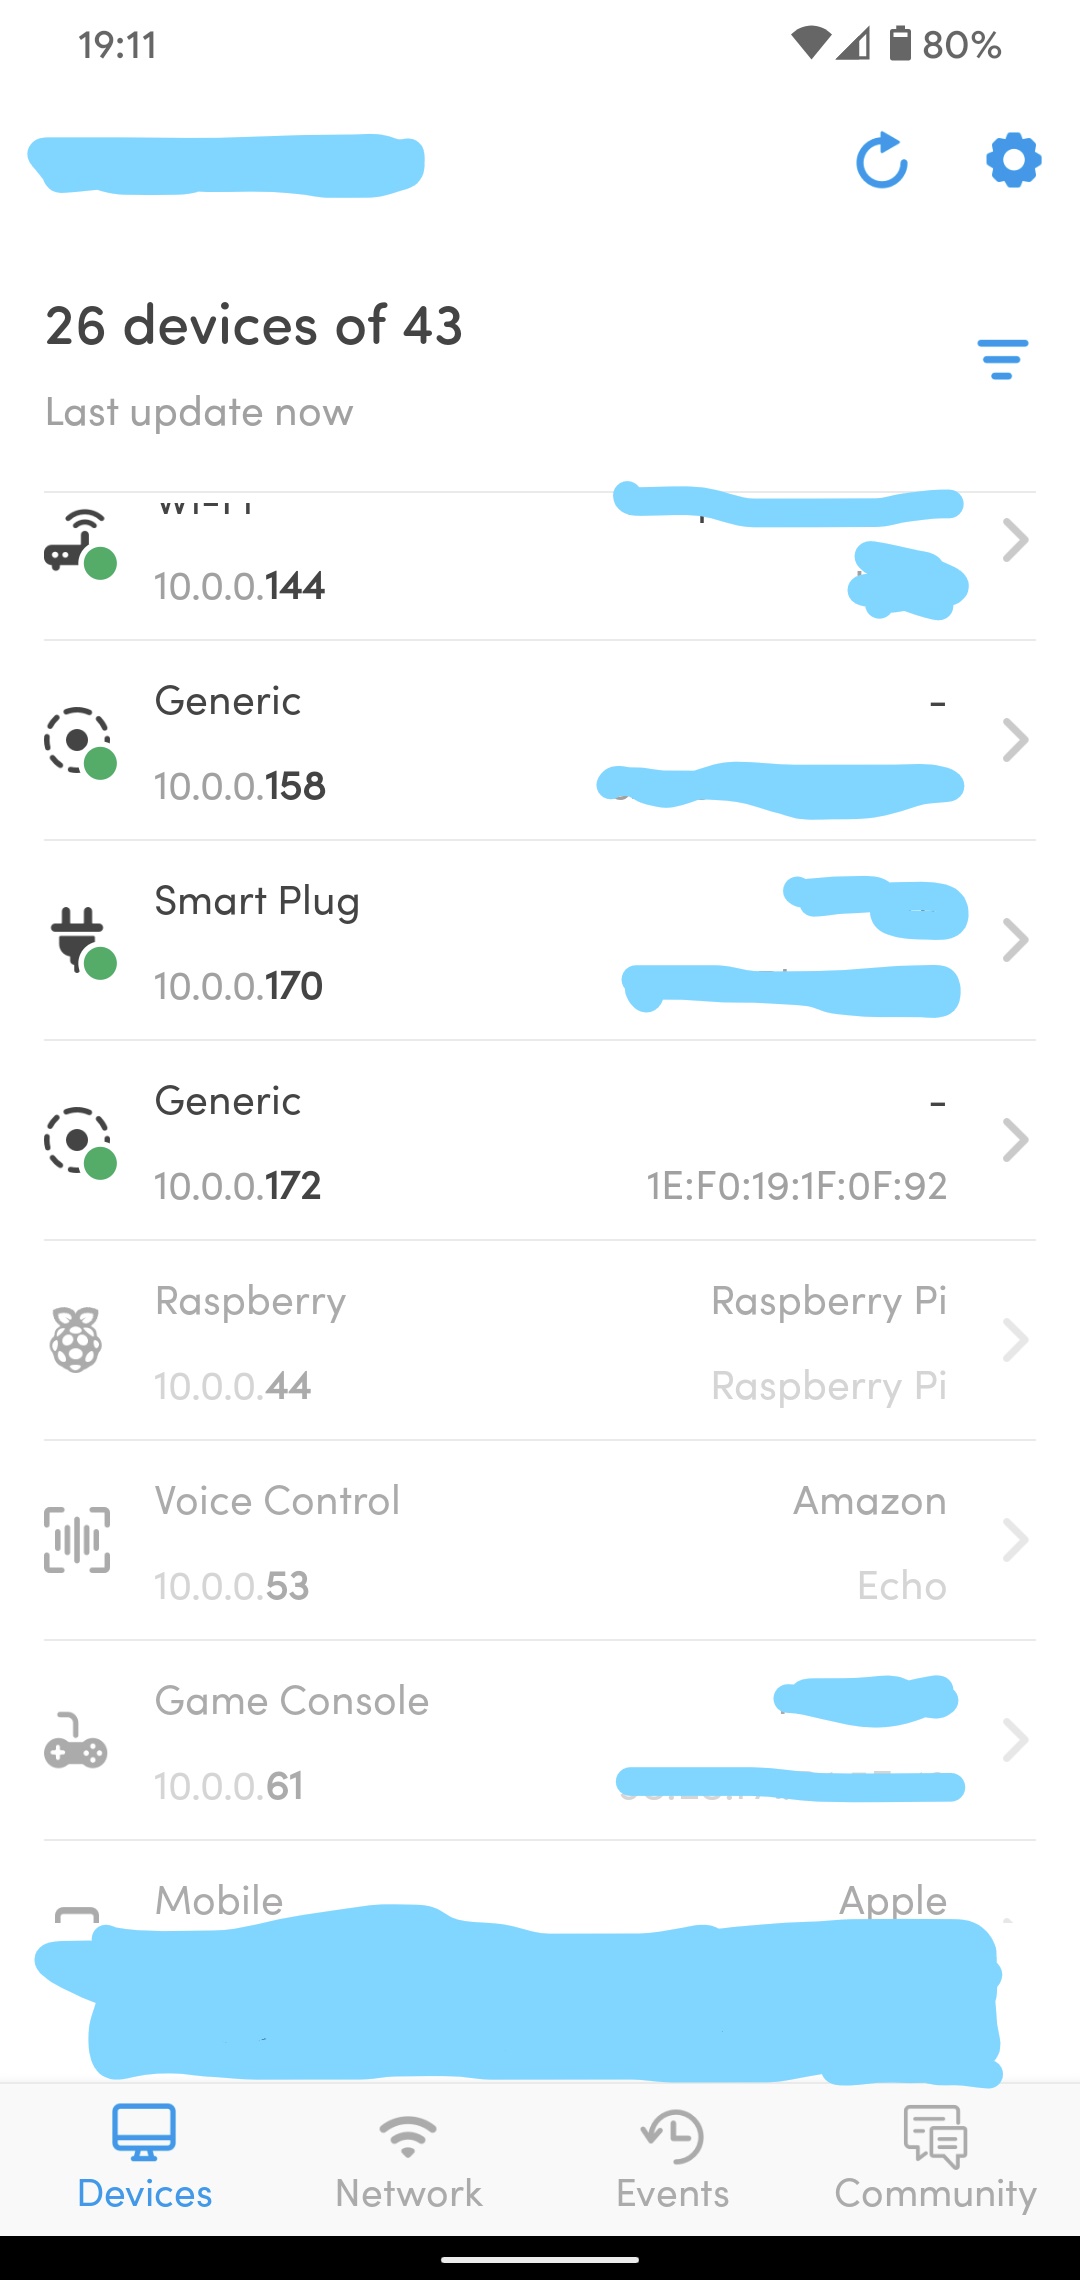 19:11
80%
26 devices of 43
Last update now
10.0.0.144
Generic -
10.0.0.158
Smart Plug
10.0.0.170
Generic -
10.0.0.172 1E:F0:19:1F:0F:92
Raspberry Raspberry Pi
10.0.0.44 Raspberry Pi
Voice Control Amazon
10.0.0.53 Echo
Game Console
10.0.0.61
Mobile Apple
Devices Network Events Community